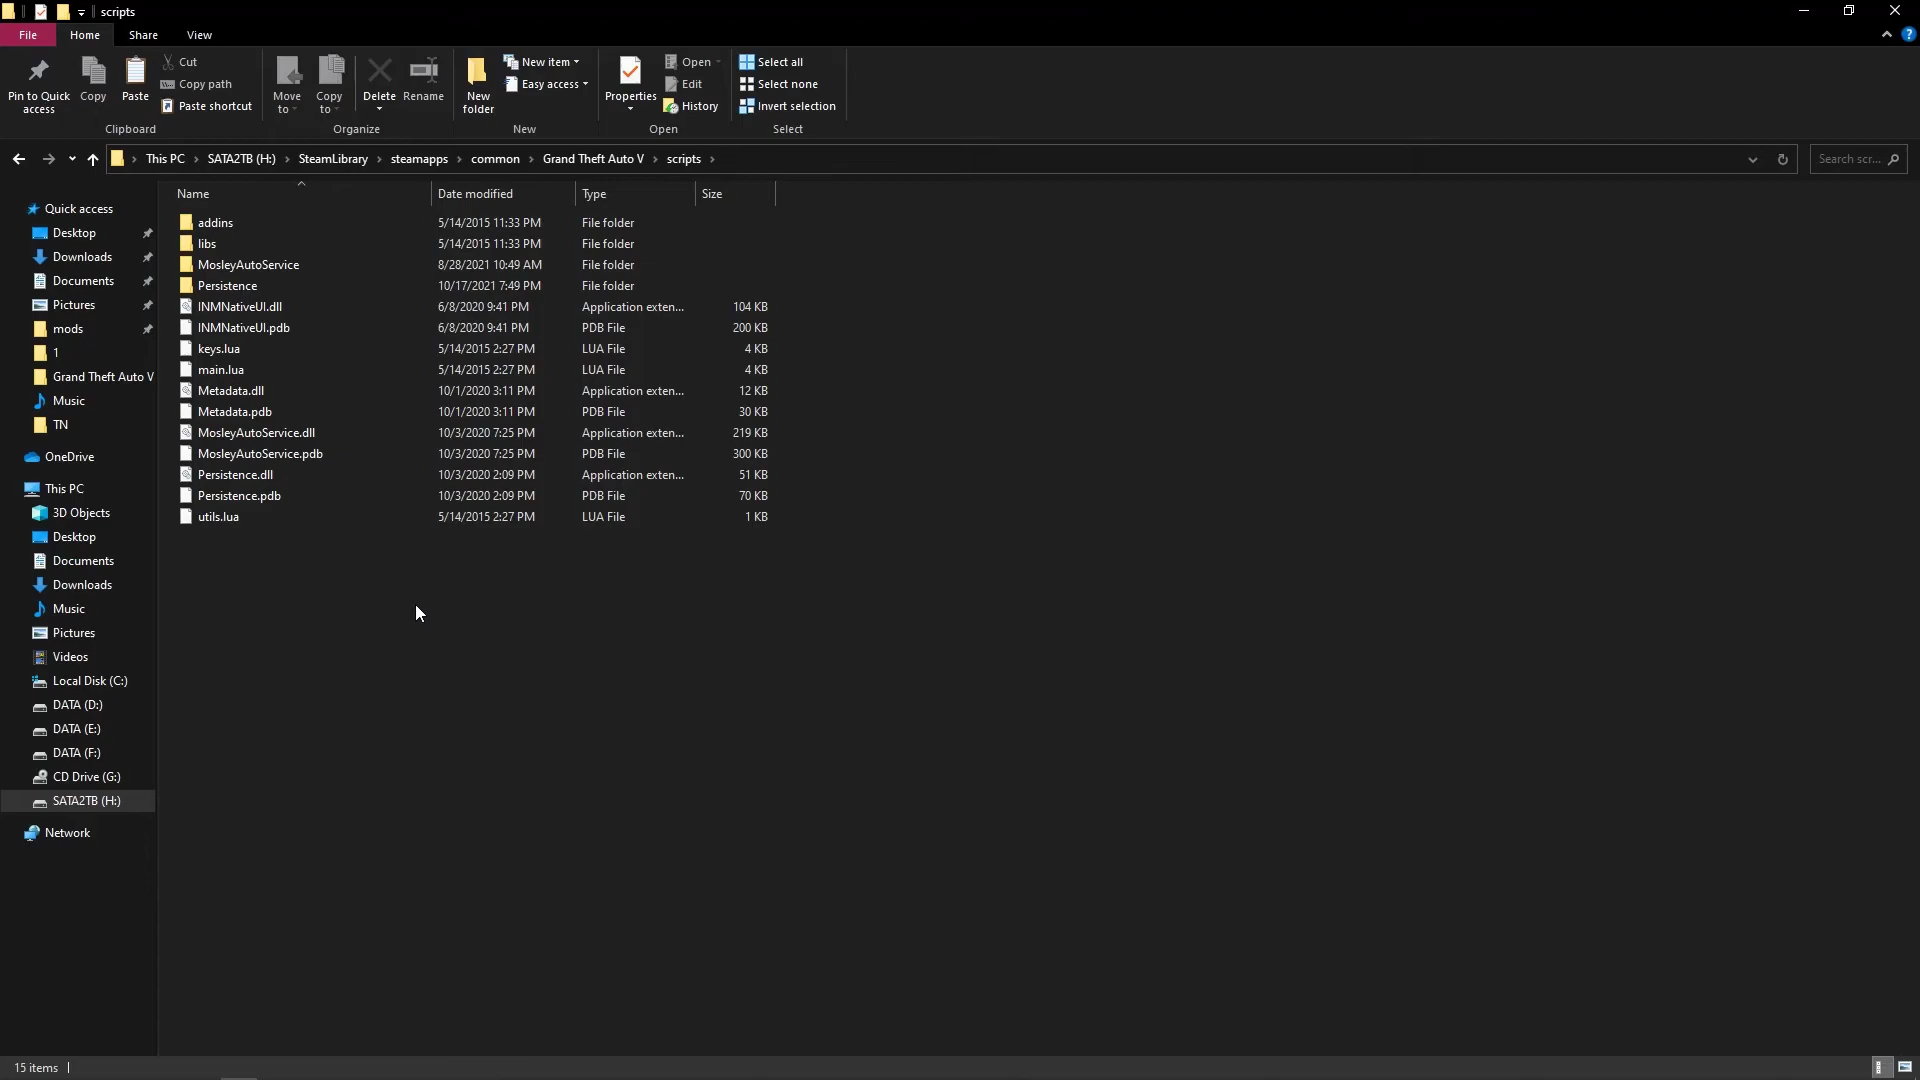 scripts
File Home Share View
Pin to Quick access
Copy
Paste
Cut
Copy path
Paste shortcut
Clipboard
Move to
Copy to
Delete
Rename
Organize
New folder
New item
Easy access
New
Properties
Open
Edit
History
Open
Select all
Select none
Invert selection
Select
This PC SATA2TB (H:) SteamLibrary steamapps common Grand Theft Auto V scripts
Search scr...
Quick access
Desktop
Downloads
Documents
Pictures
mods
1
Grand Theft Auto V
Music
TN
OneDrive
This PC
3D Objects
Desktop
Documents
Downloads
Music
Pictures
Videos
Local Disk (C:)
DATA (D:)
DATA (E:)
DATA (F:)
CD Drive (G:)
SATA2TB (H:)
Network
Name Date modified Type Size
addins 5/14/2015 11:33 PM File folder
libs 5/14/2015 11:33 PM File folder
MosleyAutoService 8/28/2021 10:49 AM File folder
Persistence 10/17/2021 7:49 PM File folder
INMNativeUI.dll 6/8/2020 9:41 PM Application exten... 104 KB
INMNativeUI.pdb 6/8/2020 9:41 PM PDB File 200 KB
keys.lua 5/14/2015 2:27 PM LUA File 4 KB
main.lua 5/14/2015 2:27 PM LUA File 4 KB
Metadata.dll 10/1/2020 3:11 PM Application exten... 12 KB
Metadata.pdb 10/1/2020 3:11 PM PDB File 30 KB
MosleyAutoService.dll 10/3/2020 7:25 PM Application exten... 219 KB
MosleyAutoService.pdb 10/3/2020 7:25 PM PDB File 300 KB
Persistence.dll 10/3/2020 2:09 PM Application exten... 51 KB
Persistence.pdb 10/3/2020 2:09 PM PDB File 70 KB
utils.lua 5/14/2015 2:27 PM LUA File 1 KB
15 items